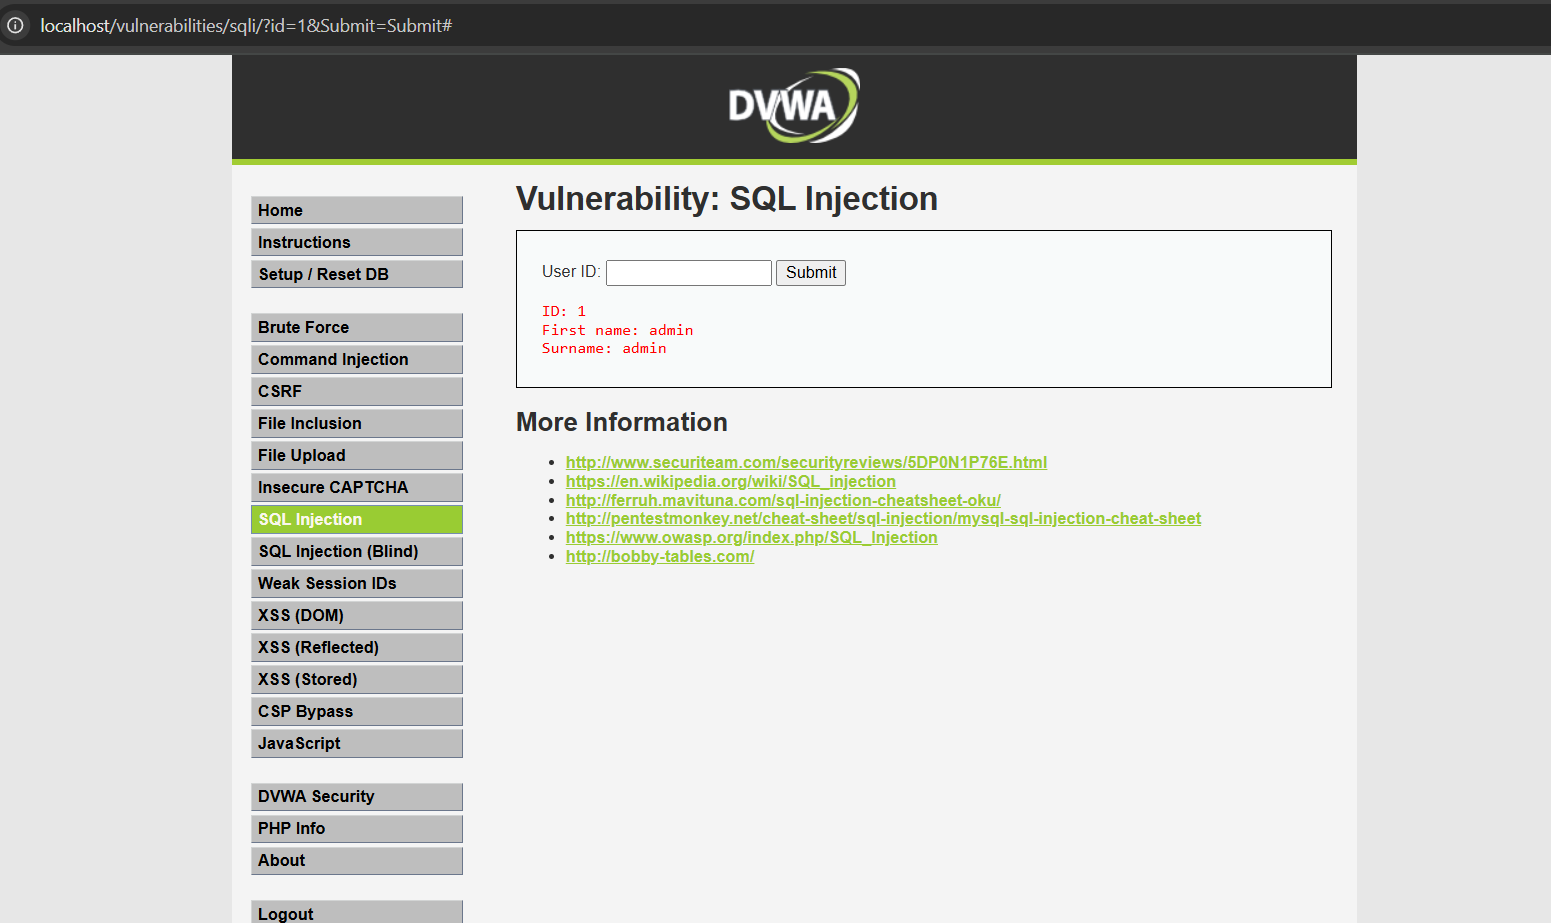 localhost/vulnerabilities/sqli/?id=1&Submit=Submit#
DVWA
Home
Instructions
Setup / Reset DB
Brute Force
Command Injection
CSRF
File Inclusion
File Upload
Insecure CAPTCHA
SQL Injection
SQL Injection (Blind)
Weak Session IDs
XSS (DOM)
XSS (Reflected)
XSS (Stored)
CSP Bypass
JavaScript
DVWA Security
PHP Info
About
Logout
Vulnerability: SQL Injection
User ID: Submit
ID: 1
First name: admin
Surname: admin
More Information
http://www.securiteam.com/securityreviews/5DP0N1P76E.html
https://en.wikipedia.org/wiki/SQL_injection
http://ferruh.mavituna.com/sql-injection-cheatsheet-oku/
http://pentestmonkey.net/cheat-sheet/sql-injection/mysql-sql-injection-cheat-sheet
https://www.owasp.org/index.php/SQL_Injection
http://bobby-tables.com/